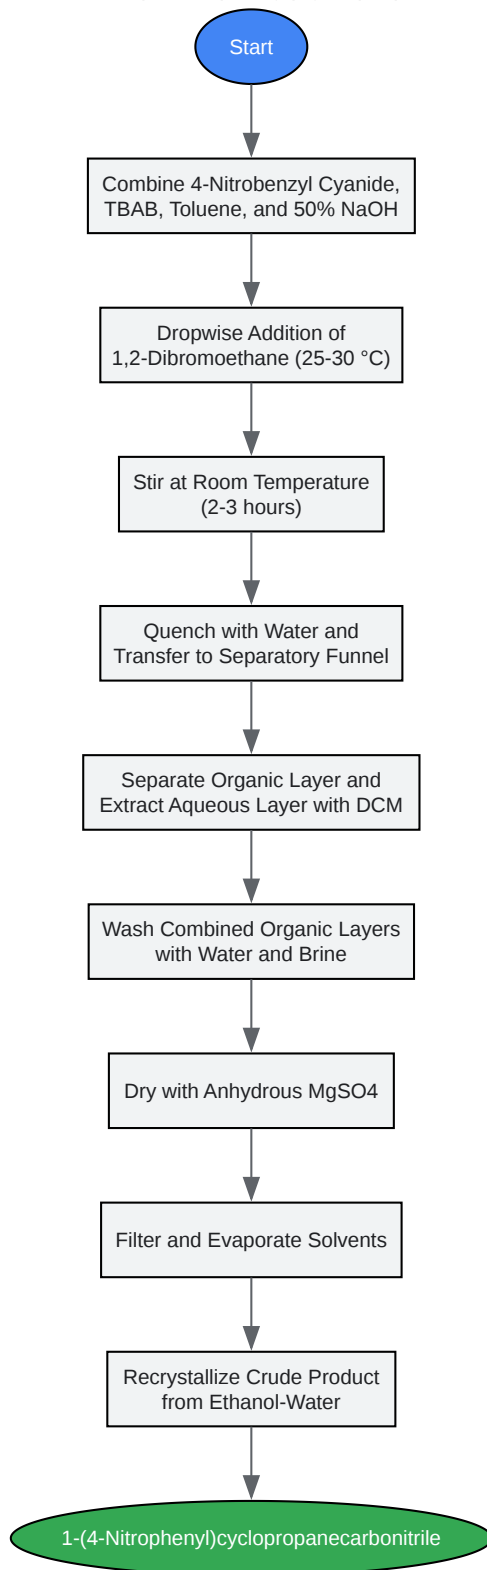 Start
Combine 4-Nitrobenzyl Cyanide,
TBAB, Toluene, and 50% NaOH
Dropwise Addition of
1,2-Dibromoethane (25-30 °C)
Stir at Room Temperature
(2-3 hours)
Quench with Water and
Transfer to Separatory Funnel
Separate Organic Layer and
Extract Aqueous Layer with DCM
Wash Combined Organic Layers
with Water and Brine
Dry with Anhydrous MgSO4
Filter and Evaporate Solvents
Recrystallize Crude Product
from Ethanol-Water
1-(4-Nitrophenyl)cyclopropanecarbonitrile